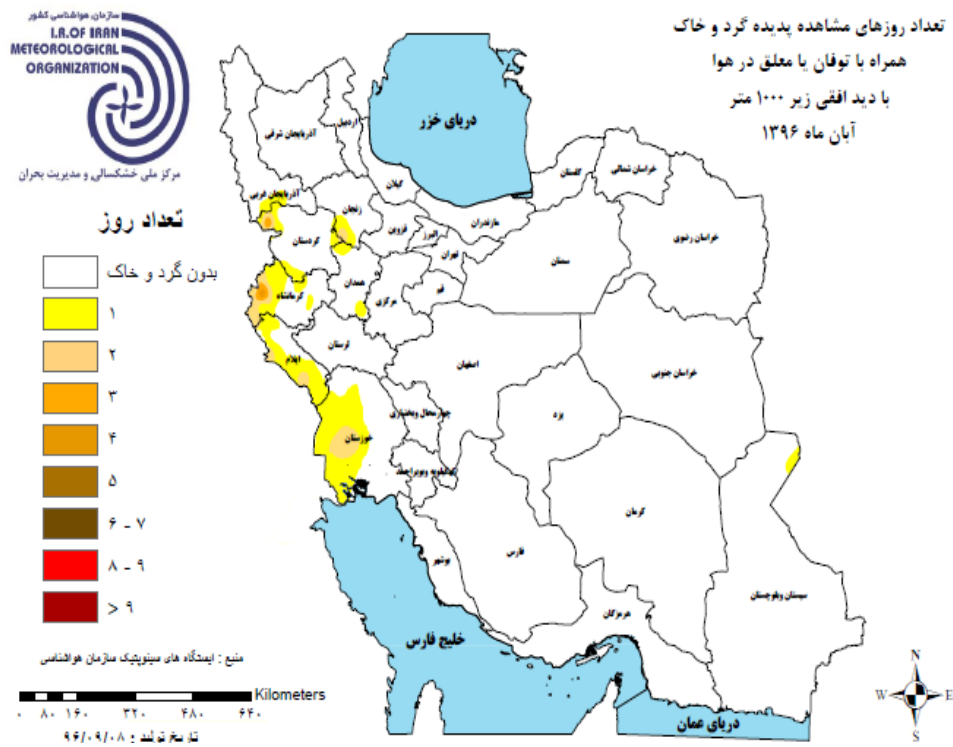 سازمان هواشناسی کشور
I.R.OF IRAN
METEOROLOGICAL
ORGANIZATION
مرکز ملی خشکسالی و مدیریت بحران
تعداد روزهای مشاهده پدیده گرد و خاک
همراه با توفان یا معلق در هوا
با دید افقی زیر ۱۰۰۰ متر
آبان ماه ۱۳۹۶
تعداد روز
بدون گرد و خاک
۱
۲
۳
۴
۵
۶ - ۷
۸ - ۹
> ۹
دریای خزر
اردبیل
آذربایجان شرقی
آذربایجان غربی
گیلان
زنجان
کردستان
قزوین
البرز
مازندران
گلستان
خراسان شمالی
خراسان رضوی
تهران
سمنان
قم
همدان
مرکزی
کرمانشاه
لرستان
ایلام
اصفهان
خراسان جنوبی
یزد
چهارمحال وبختیاری
خوزستان
کهگیلویه وبویراحمد
کرمان
فارس
بوشهر
هرمزگان
سیستان وبلوچستان
خلیج فارس
دریای عمان
منبع : ایستگاه های سینوپتیک سازمان هواشناسی
Kilometers
۰ ۸۰ ۱۶۰ ۳۲۰ ۴۸۰ ۶۴۰
تاریخ تولید : ۹۶/۰۹/۰۸
N
W E
S